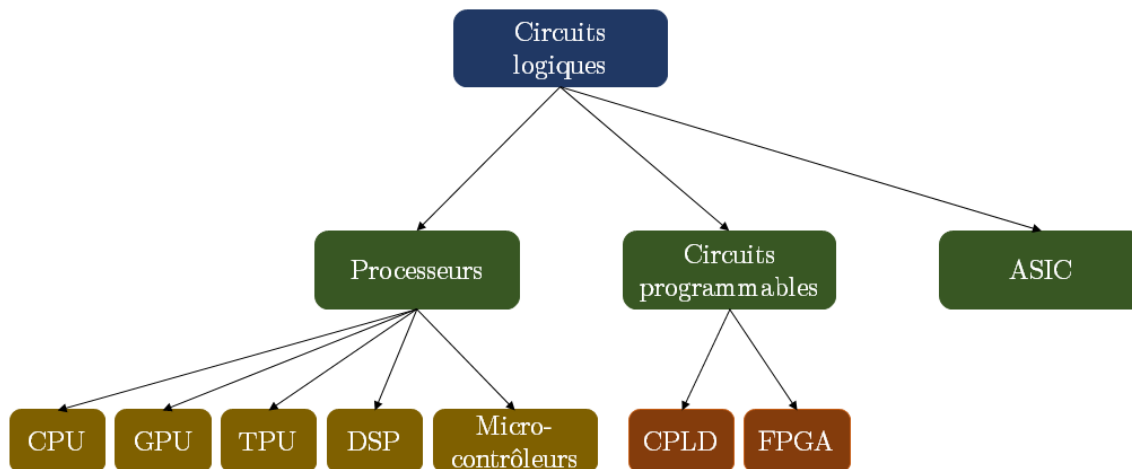 Circuits
logiques
Processeurs
Circuits
programmables
ASIC
CPU
GPU
TPU
DSP
Micro-
contrôleurs
CPLD
FPGA